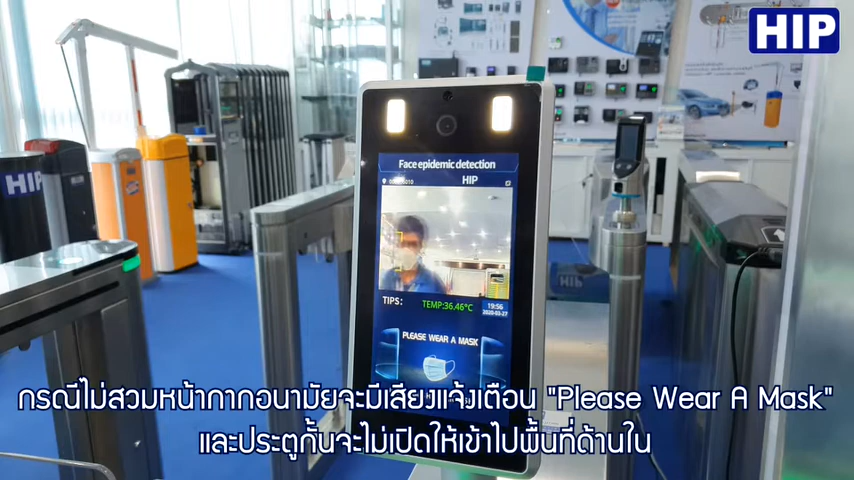 HIP
HIP
Face epidemic detection
HIP
TIPS:
TEMP:36.46°C
19:56
2020-03-27
PLEASE WEAR A MASK
HIP
กรณีไม่สวมหน้ากากอนามัยจะมีเสียงแจ้งเตือน "Please Wear A Mask"
และประตูกั้นจะไม่เปิดให้เข้าไปพื้นที่ด้านใน